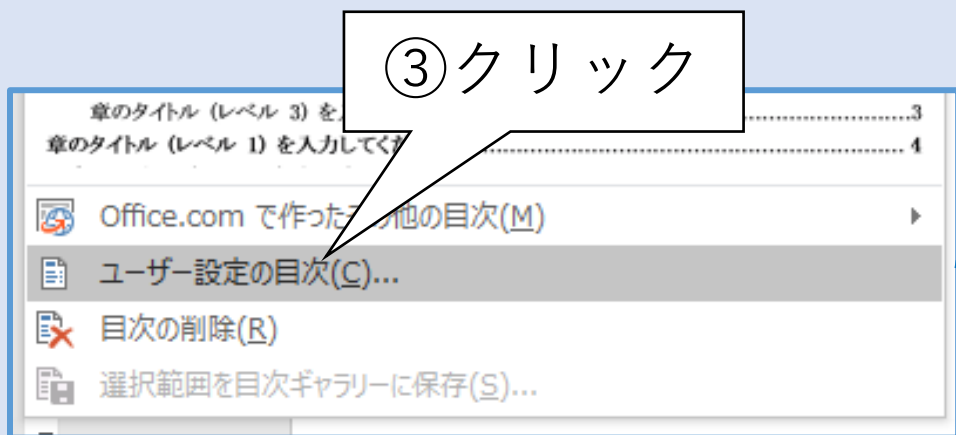 ③クリック
章のタイトル (レベル 3) を 3
章のタイトル (レベル 1) を入力してく 4
Office.com で作った の他の目次(M)
ユーザー設定の目次(C)...
目次の削除(R)
選択範囲を目次ギャラリーに保存(S)...